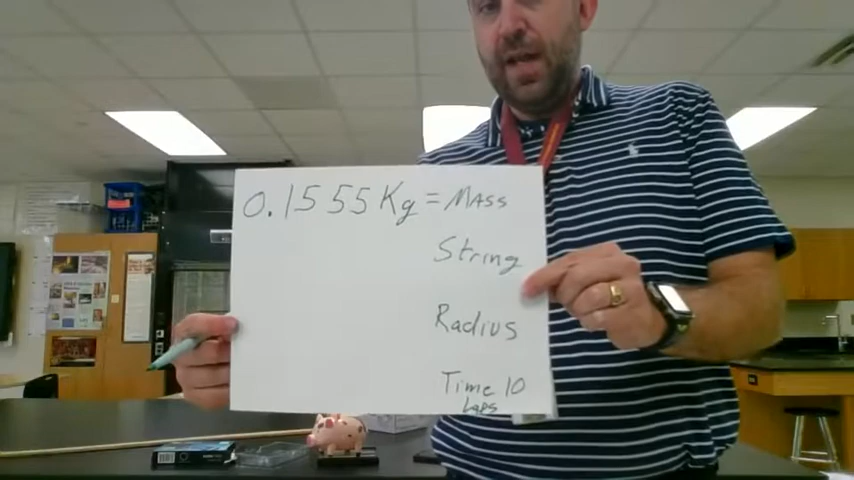 0.1555 Kg = MASS
String
Radius
Time 10
Laps